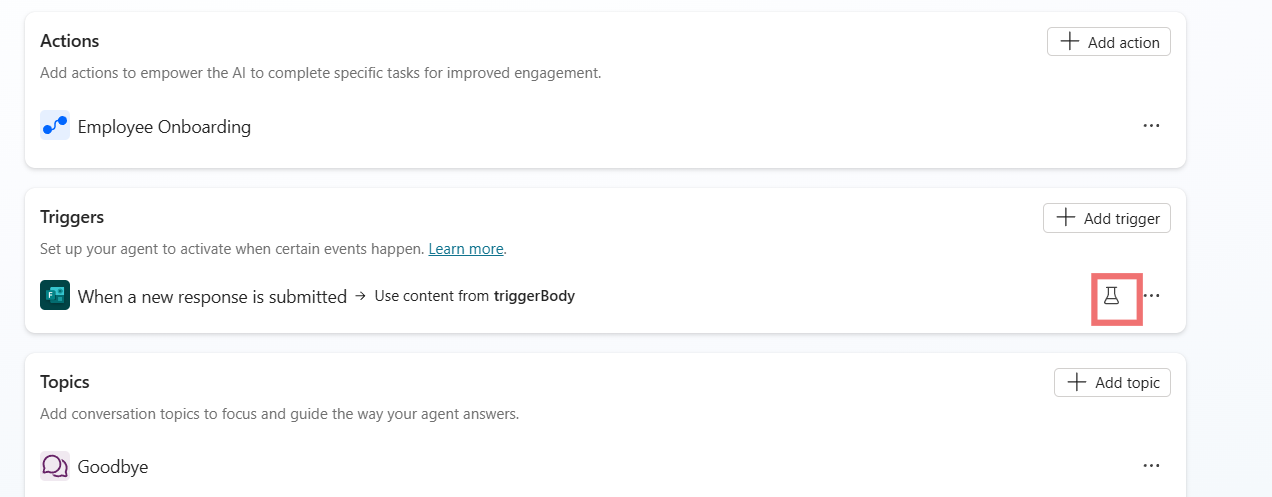 Actions
Add action
Add actions to empower the AI to complete specific tasks for improved engagement.
Employee Onboarding
Triggers
Add trigger
Set up your agent to activate when certain events happen. Learn more.
When a new response is submitted → Use content from triggerBody
Topics
Add topic
Add conversation topics to focus and guide the way your agent answers.
Goodbye